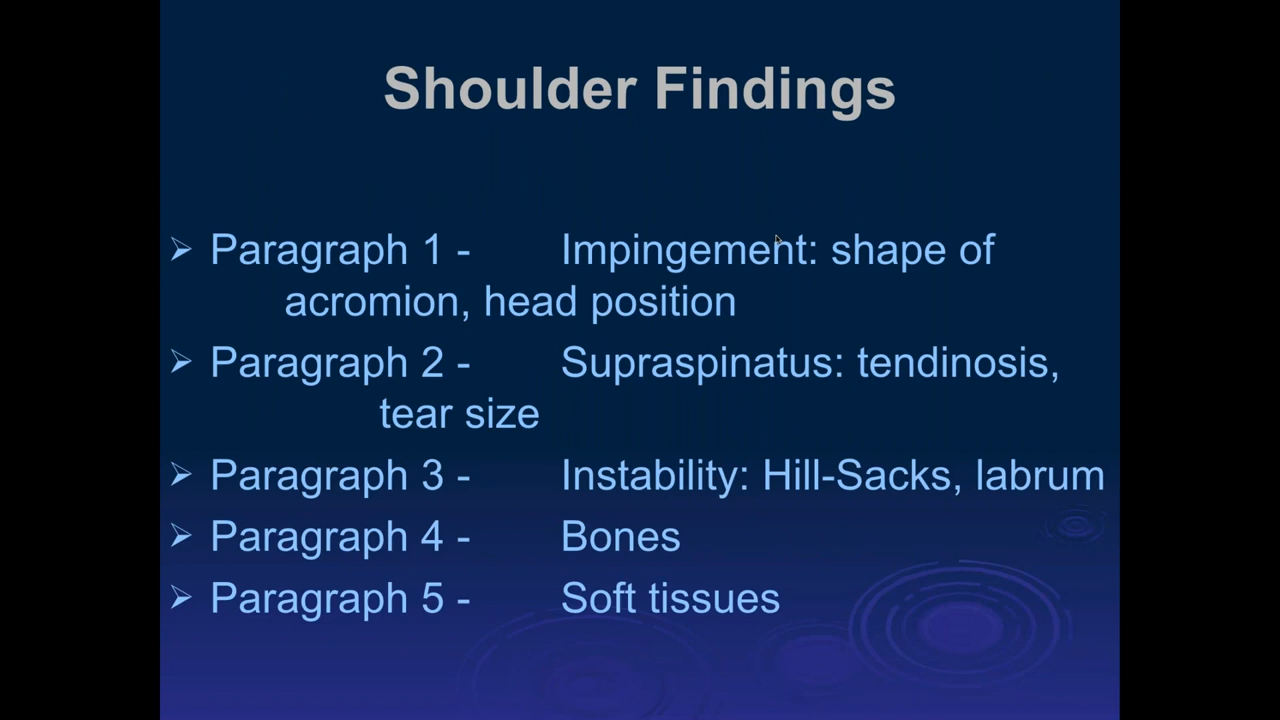 Shoulder Findings
Paragraph 1 - Impingement: shape of
acromion, head position
Paragraph 2 - Supraspinatus: tendinosis,
tear size
Paragraph 3 - Instability: Hill-Sacks, labrum
Paragraph 4 - Bones
Paragraph 5 - Soft tissues